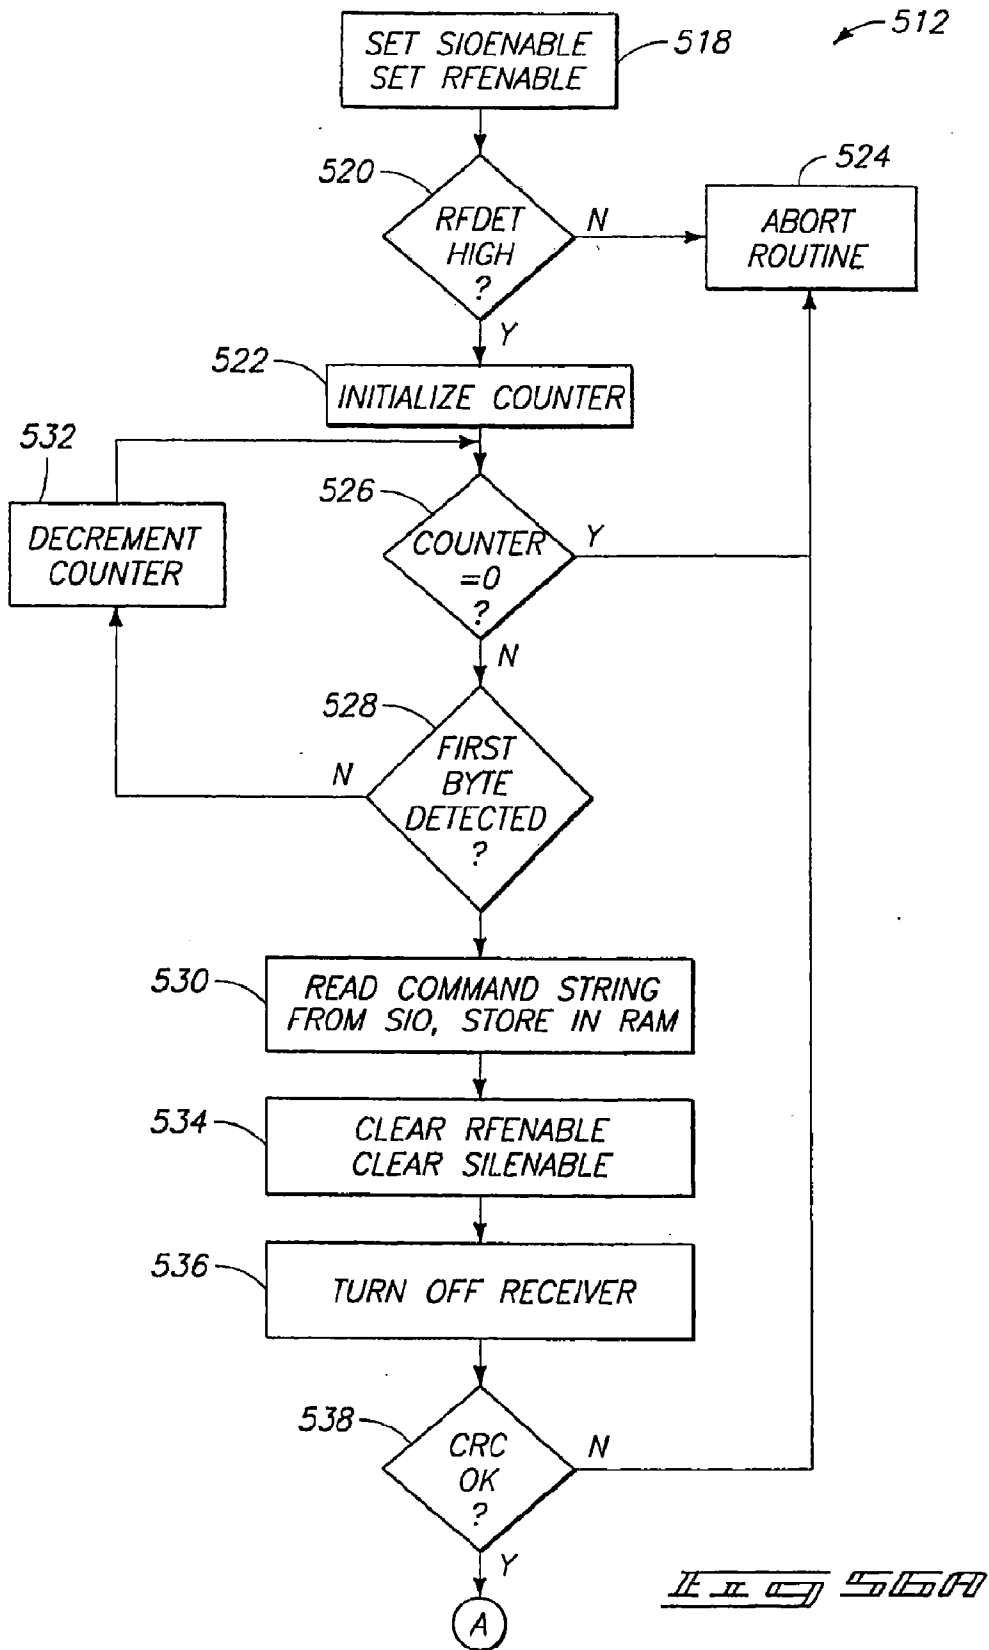 512
SET SIOENABLE
SET RFENABLE
518
520
RFDET
HIGH
?
N
Y
524
ABORT
ROUTINE
522
INITIALIZE COUNTER
532
DECREMENT
COUNTER
526
COUNTER
=0
?
Y
N
528
FIRST
BYTE
DETECTED
?
N
530
READ COMMAND STRING
FROM SIO, STORE IN RAM
534
CLEAR RFENABLE
CLEAR SILENABLE
536
TURN OFF RECEIVER
538
CRC
OK
?
N
Y
A
FIG 56A